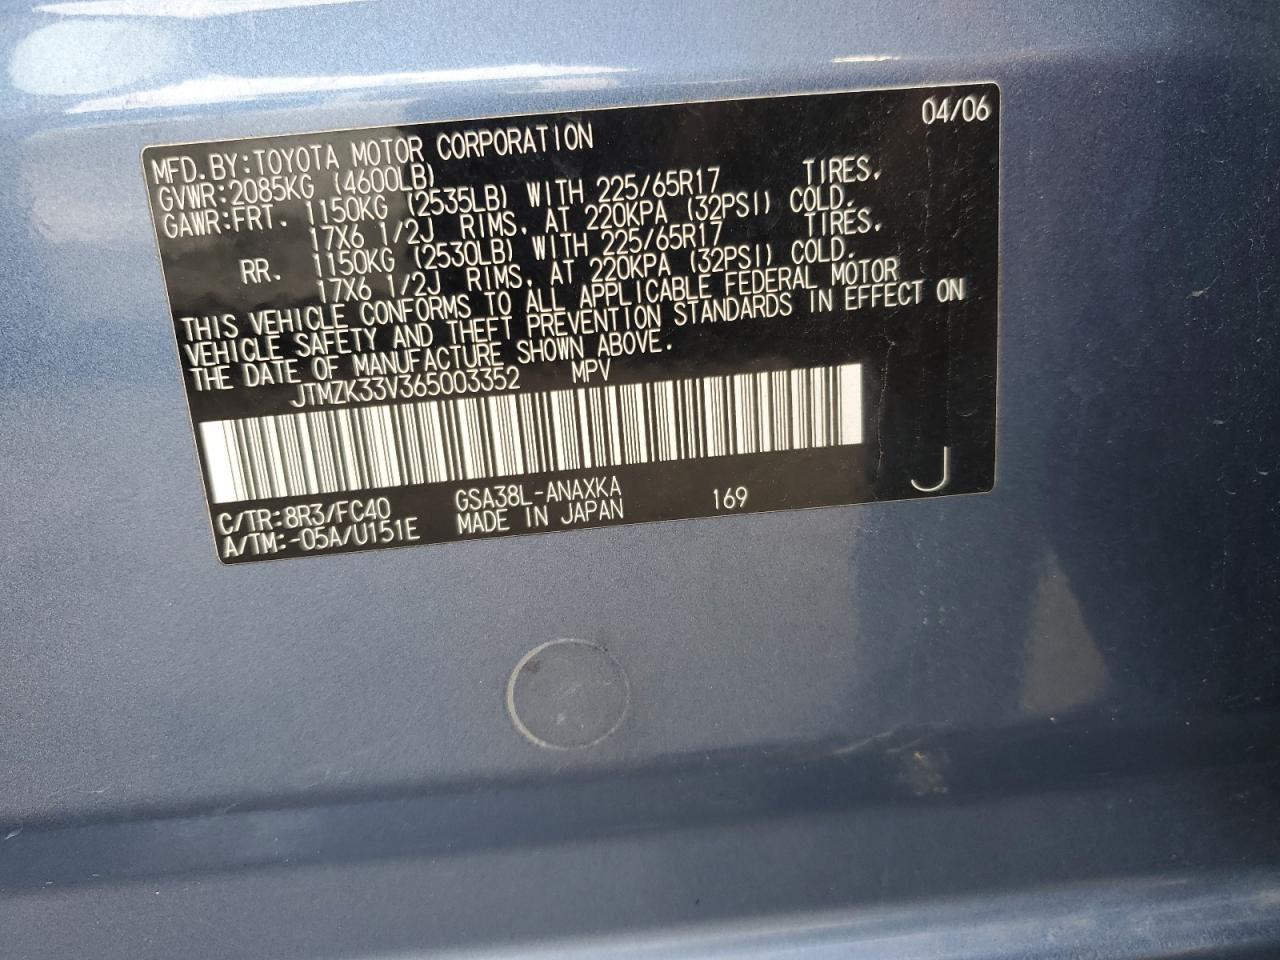 04/06
MFD.BY:TOYOTA MOTOR CORPORATION
GVWR:2085KG (4600LB)
GAWR:FRT. 1150KG (2535LB) WITH 225/65R17 TIRES,
17X6 1/2J RIMS, AT 220KPA (32PSI) COLD.
RR. 1150KG (2530LB) WITH 225/65R17 TIRES,
17X6 1/2J RIMS, AT 220KPA (32PSI) COLD.
THIS VEHICLE CONFORMS TO ALL APPLICABLE FEDERAL MOTOR
VEHICLE SAFETY AND THEFT PREVENTION STANDARDS IN EFFECT ON
THE DATE OF MANUFACTURE SHOWN ABOVE.
JTMZK33V365003352 MPV
C/TR:8R3/FC40 GSA38L-ANAXKA 169 J
A/TM:-05A/U151E MADE IN JAPAN